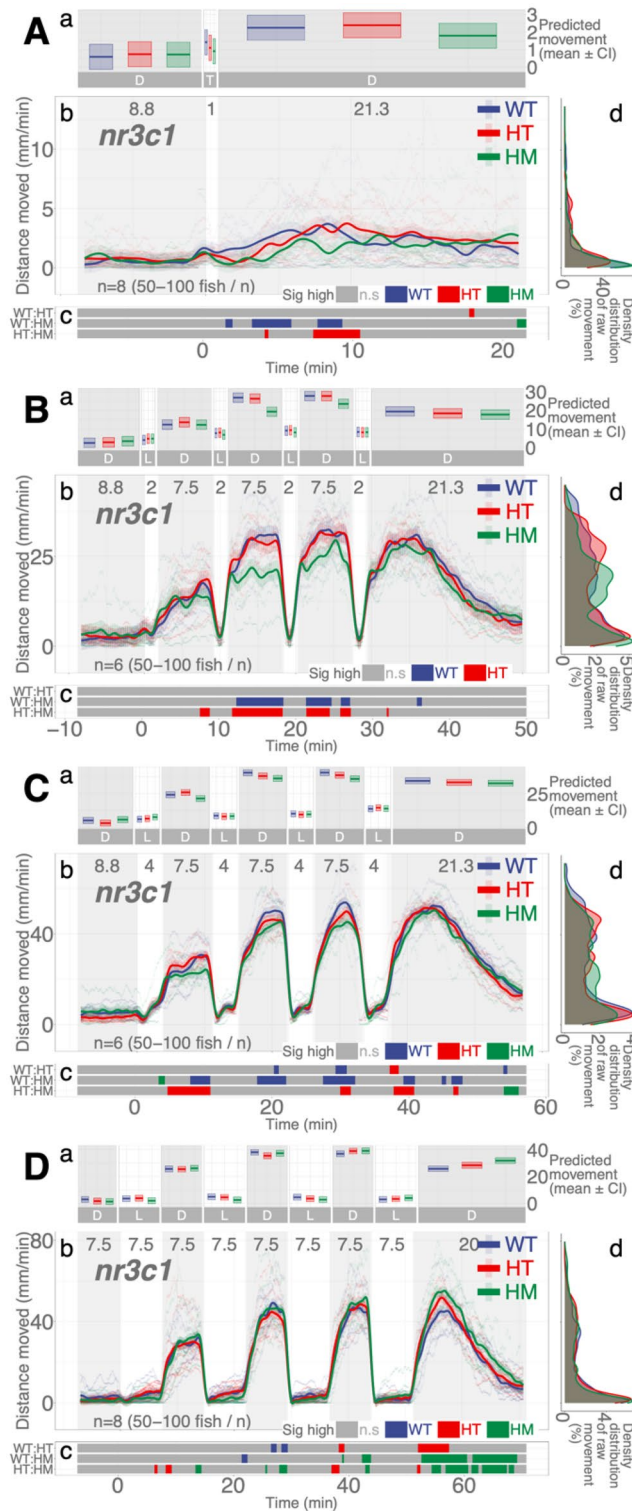 A
a
3
2
1
0
Predicted
movement
(mean ± CI)
D T D
b 8.8 1 21.3
nr3c1
WT
HT
HM
d
Distance moved (mm/min)
10
5
0
n=8 (50–100 fish / n)
Sig high n.s WT HT HM
WT:HT
WT:HM
HT:HM
c
0 10 20
Time (min)
0 40
Density
distribution
of raw
movement
(%)
B
a
30
20
10
0
Predicted
movement
(mean ± CI)
D L D L D L D L D
b 8.8 2 7.5 2 7.5 2 7.5 2 21.3
nr3c1
WT
HT
HM
d
Distance moved (mm/min)
25
0
n=6 (50–100 fish / n)
Sig high n.s WT HT
WT:HT
WT:HM
HT:HM
c
−10 0 10 20 30 40 50
Time (min)
0 2 5
Density
distribution
of raw
movement
(%)
C
a
25
0
Predicted
movement
(mean ± CI)
D L D L D L D L D
b 8.8 4 7.5 4 7.5 4 7.5 4 21.3
nr3c1
WT
HT
HM
d
Distance moved (mm/min)
40
0
n=6 (50–100 fish / n)
Sig high n.s WT HT HM
WT:HT
WT:HM
HT:HM
c
0 20 40 60
Time (min)
0 2 4
Density
distribution
of raw
movement
(%)
D
a
40
20
0
Predicted
movement
(mean ± CI)
D L D L D L D L D
b 7.5 7.5 7.5 7.5 7.5 7.5 7.5 7.5 20
nr3c1
WT
HT
HM
d
Distance moved (mm/min)
80
40
0
n=8 (50–100 fish / n)
Sig high n.s WT HT HM
WT:HT
WT:HM
HT:HM
c
0 20 40 60
Time (min)
0 4
Density
distribution
of raw
movement
(%)